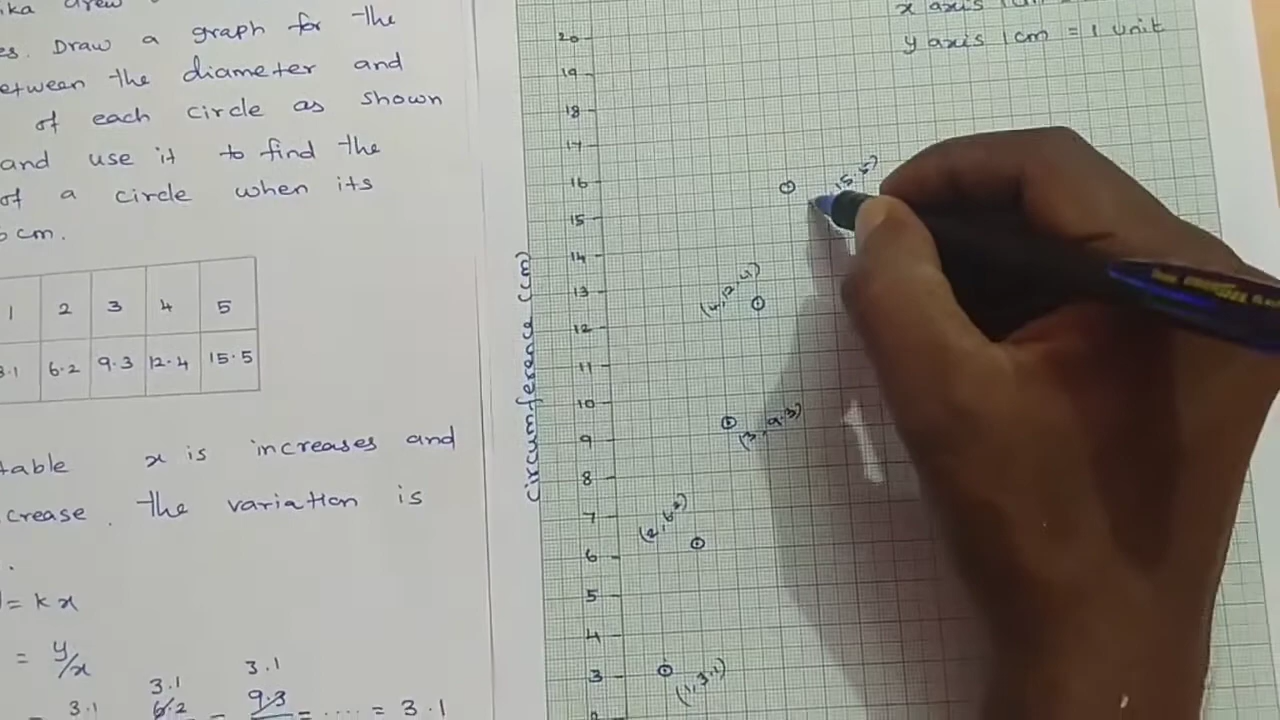 ika drew
es. Draw a graph for the
etween the diameter and
of each circle as shown
and use it to find the
of a circle when its
cm.
1 2 3 4 5
3.1 6.2 9.3 12.4 15.5
table x is increases and
crease. the variation is
.
= kx
= y/x
3.1 3.1
3.1 6.2 = 9.3 = ..... = 3.1
x axis
y axis 1cm = 1 unit
20
19
18
17
16
15
14
13
12
11
10
9
8
7
6
5
4
3
circumference (cm)
15.5)
(4, 12.4)
(3, 9.3)
(2, 6.2)
(1, 3.1)